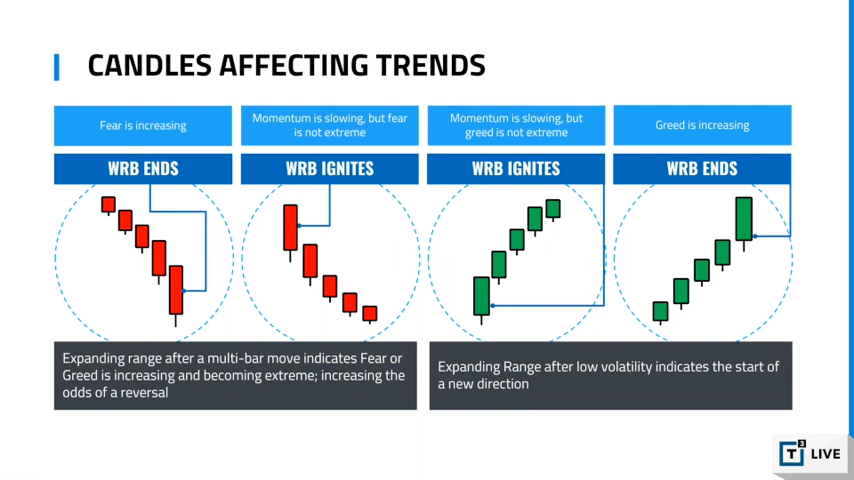 CANDLES AFFECTING TRENDS
Fear is increasing
Momentum is slowing, but fear
is not extreme
Momentum is slowing, but
greed is not extreme
Greed is increasing
WRB ENDS
WRB IGNITES
WRB IGNITES
WRB ENDS
Expanding range after a multi-bar move indicates Fear or
Greed is increasing and becoming extreme; increasing the
odds of a reversal
Expanding Range after low volatility indicates the start of
a new direction
T3 LIVE